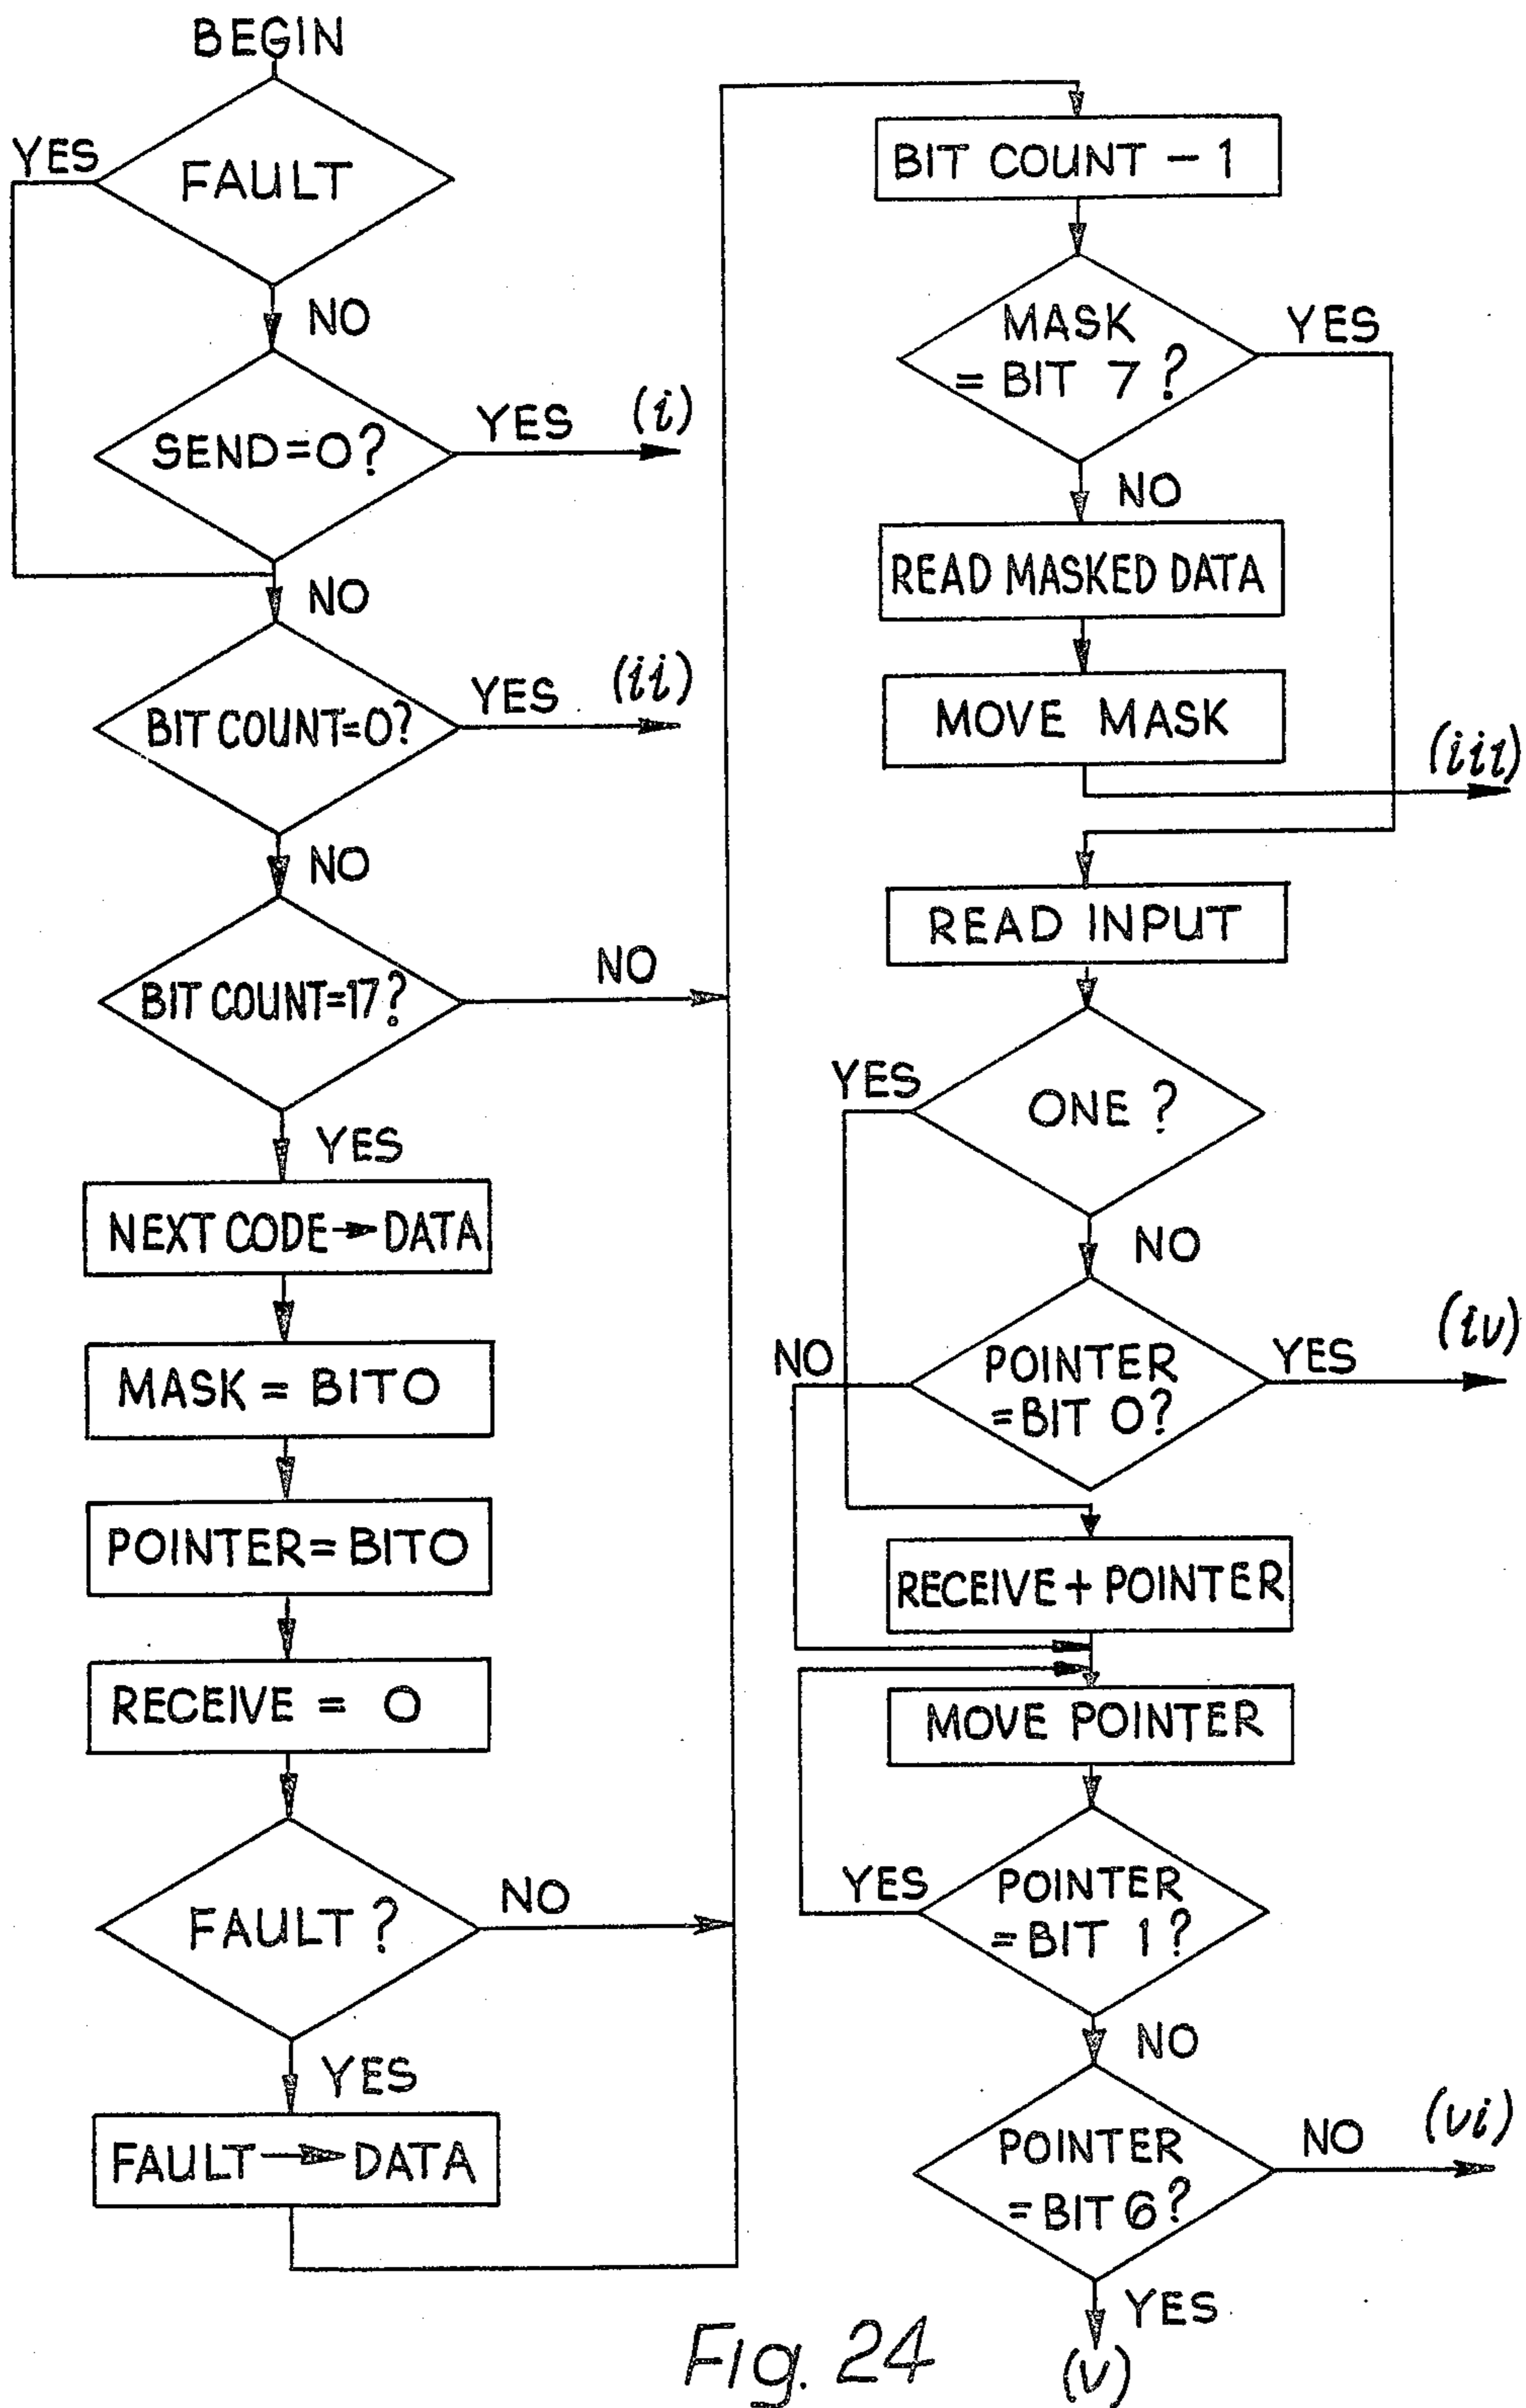 BEGIN
YES
FAULT
NO
SEND=0?
YES
(i)
NO
BIT COUNT=0?
YES
(ii)
NO
BIT COUNT=17?
NO
YES
NEXT CODE→DATA
MASK = BIT0
POINTER=BIT0
RECEIVE = 0
FAULT?
NO
YES
FAULT→DATA
BIT COUNT - 1
MASK
= BIT 7?
YES
NO
READ MASKED DATA
MOVE MASK
(iii)
READ INPUT
YES
ONE ?
NO
NO
POINTER
=BIT 0?
YES
(iv)
RECEIVE+POINTER
MOVE POINTER
YES
POINTER
=BIT 1?
NO
POINTER
=BIT 6?
NO
(vi)
YES
(v)
Fig. 24